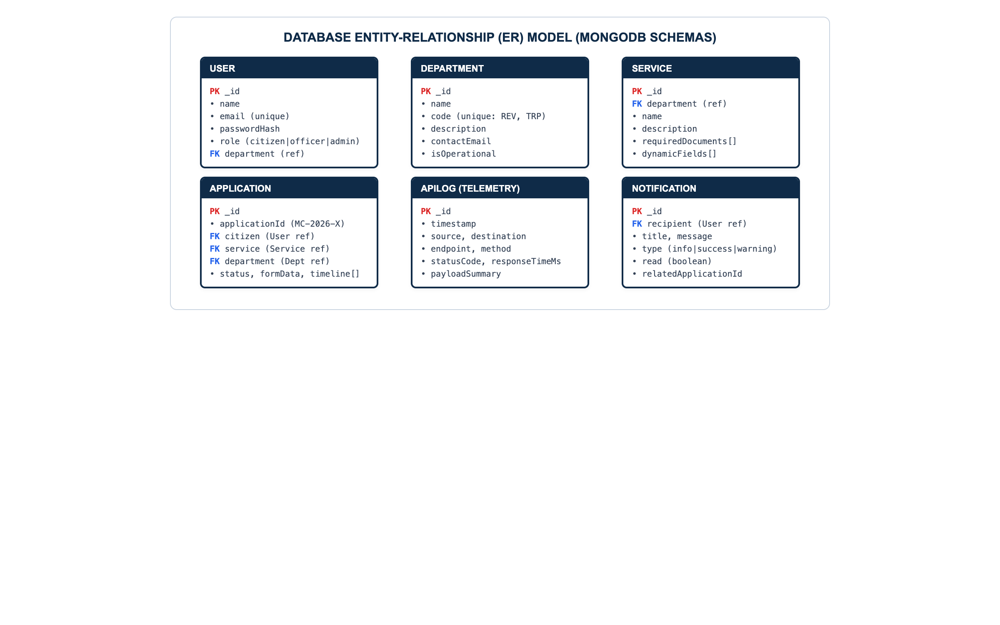 DATABASE ENTITY-RELATIONSHIP (ER) MODEL (MONGODB SCHEMAS)
USER
PK _id
• name
• email (unique)
• passwordHash
• role (citizen|officer|admin)
FK department (ref)
DEPARTMENT
PK _id
• name
• code (unique: REV, TRP)
• description
• contactEmail
• isOperational
SERVICE
PK _id
FK department (ref)
• name
• description
• requiredDocuments[]
• dynamicFields[]
APPLICATION
PK _id
• applicationId (MC-2026-X)
FK citizen (User ref)
FK service (Service ref)
FK department (Dept ref)
• status, formData, timeline[]
APILOG (TELEMETRY)
PK _id
• timestamp
• source, destination
• endpoint, method
• statusCode, responseTimeMs
• payloadSummary
NOTIFICATION
PK _id
FK recipient (User ref)
• title, message
• type (info|success|warning)
• read (boolean)
• relatedApplicationId